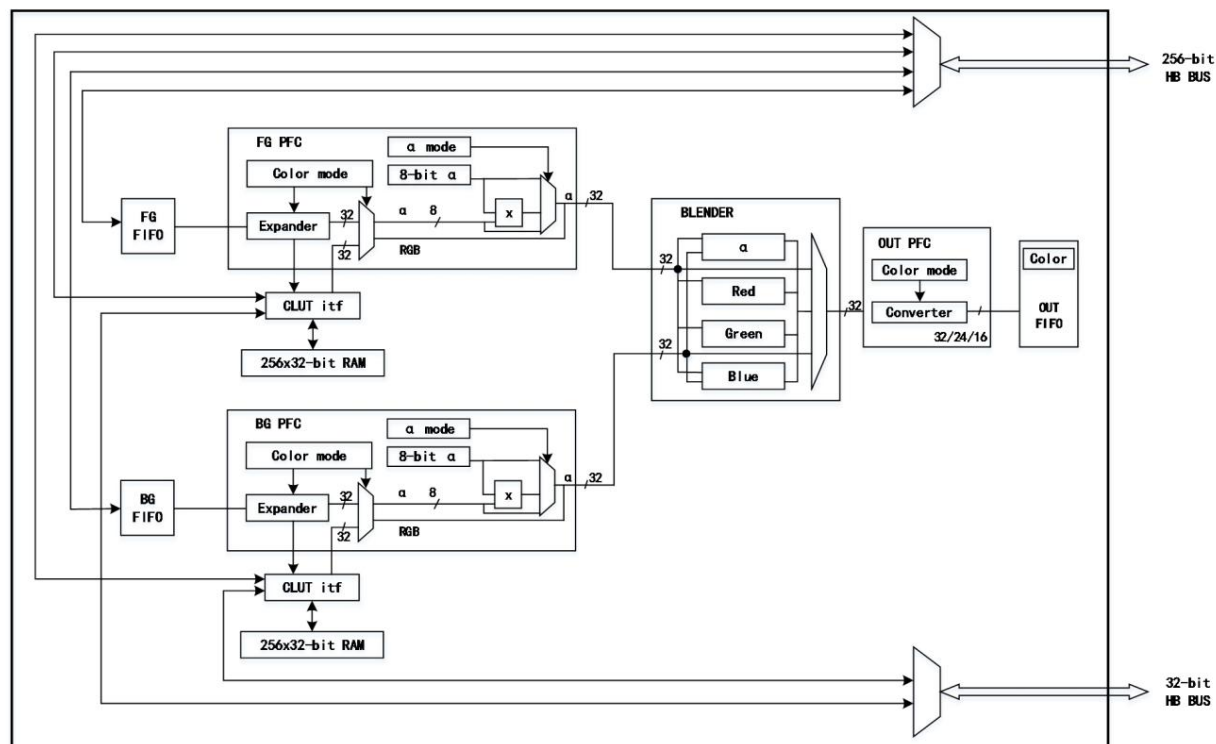 256-bit
HB BUS
FG PFC
α mode
8-bit α
Color mode
α
32
FG
FIFO
Expander
32
α
8
x
32
RGB
CLUT itf
256x32-bit RAM
BLENDER
32
α
Red
Green
32
Blue
32
OUT PFC
Color mode
Converter
32/24/16
Color
OUT
FIFO
BG PFC
α mode
8-bit α
Color mode
α
32
BG
FIFO
Expander
32
α
8
x
32
RGB
CLUT itf
256x32-bit RAM
32-bit
HB BUS